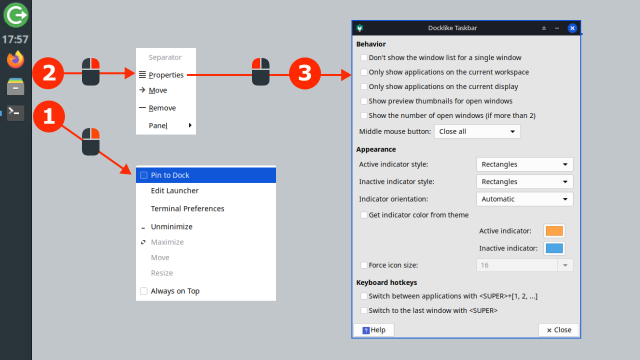 17:57
2
1
3
Separator
Properties
Move
Remove
Panel
Pin to Dock
Edit Launcher
Terminal Preferences
Unminimize
Maximize
Move
Resize
Always on Top
Docklike Taskbar
Behavior
Don't show the window list for a single window
Only show applications on the current workspace
Only show applications on the current display
Show preview thumbnails for open windows
Show the number of open windows (if more than 2)
Middle mouse button: Close all
Appearance
Active indicator style: Rectangles
Inactive indicator style: Rectangles
Indicator orientation: Automatic
Get indicator color from theme
Active indicator:
Inactive indicator:
Force icon size: 16
Keyboard hotkeys
Switch between applications with <SUPER>+[1, 2, ...]
Switch to the last window with <SUPER>
Help
Close